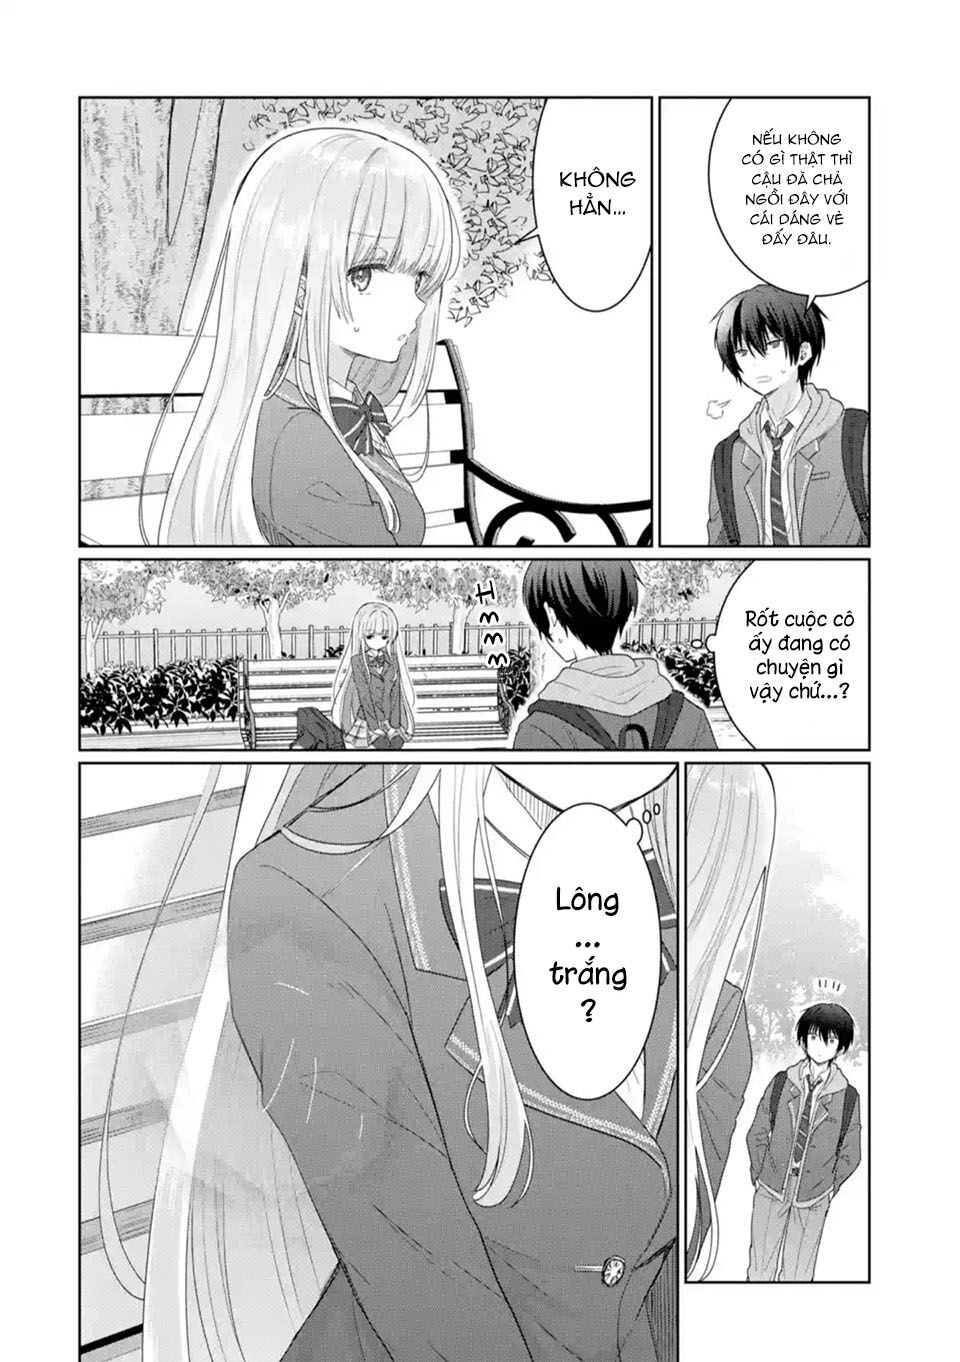 NẾU KHÔNG
CÓ GÌ THẬT THÌ
CẬU ĐÃ CHẢ
NGỒI ĐÂY VỚI
CÁI DÁNG VẺ
ĐẤY ĐÂU.
KHÔNG
HẲN...
Rốt cuộc cô
ấy đang có
chuyện gì
vậy chứ...?
Hmmm
Lông
...
trắng
?